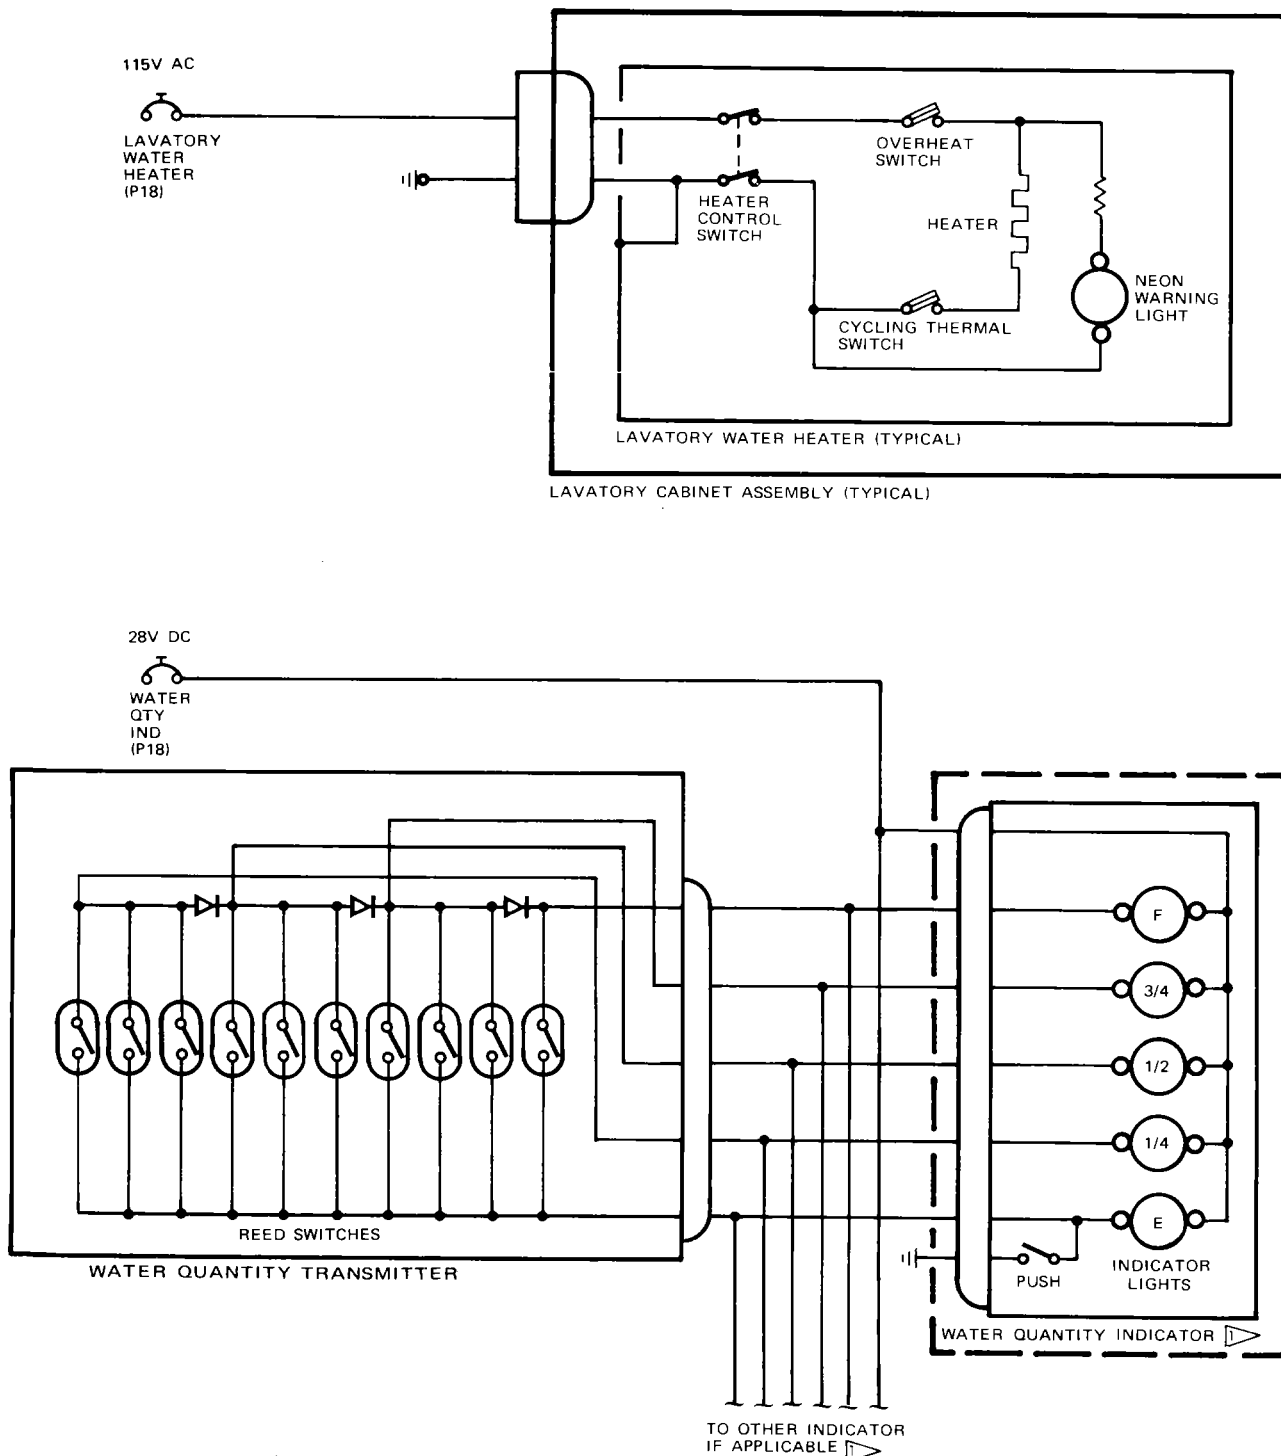 115V AC
LAVATORY
WATER
HEATER
(P18)
HEATER
CONTROL
SWITCH
OVERHEAT
SWITCH
HEATER
NEON
WARNING
LIGHT
CYCLING THERMAL
SWITCH
LAVATORY WATER HEATER (TYPICAL)
LAVATORY CABINET ASSEMBLY (TYPICAL)
28V DC
WATER
QTY
IND
(P18)
F
3/4
1/2
1/4
E
REED SWITCHES
PUSH
INDICATOR
LIGHTS
WATER QUANTITY TRANSMITTER
WATER QUANTITY INDICATOR 1
TO OTHER INDICATOR
IF APPLICABLE 1